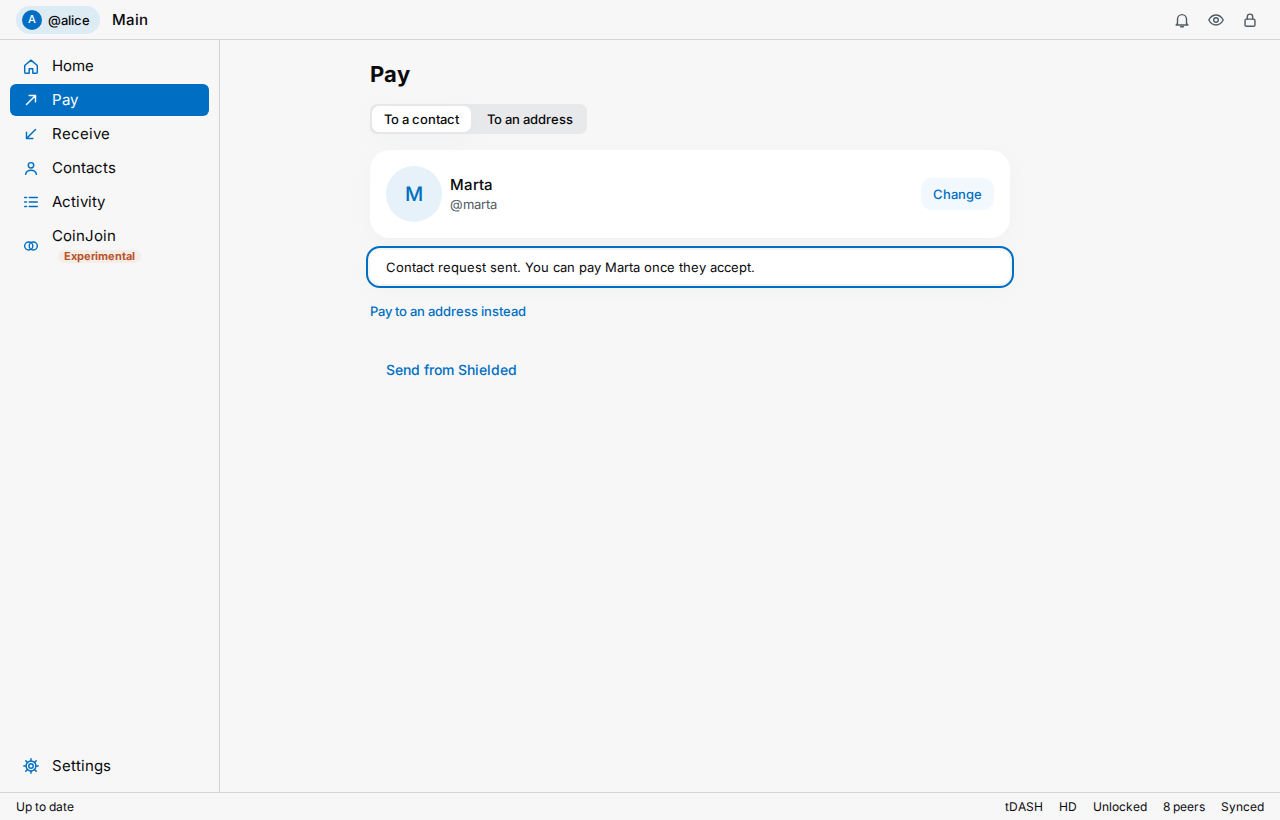 A @alice Main
Home
Pay
Receive
Contacts
Activity
CoinJoin
Experimental
Settings
Pay
To a contact To an address
M
Marta
@marta
Change
Contact request sent. You can pay Marta once they accept.
Pay to an address instead
Send from Shielded
Up to date tDASH HD Unlocked 8 peers Synced